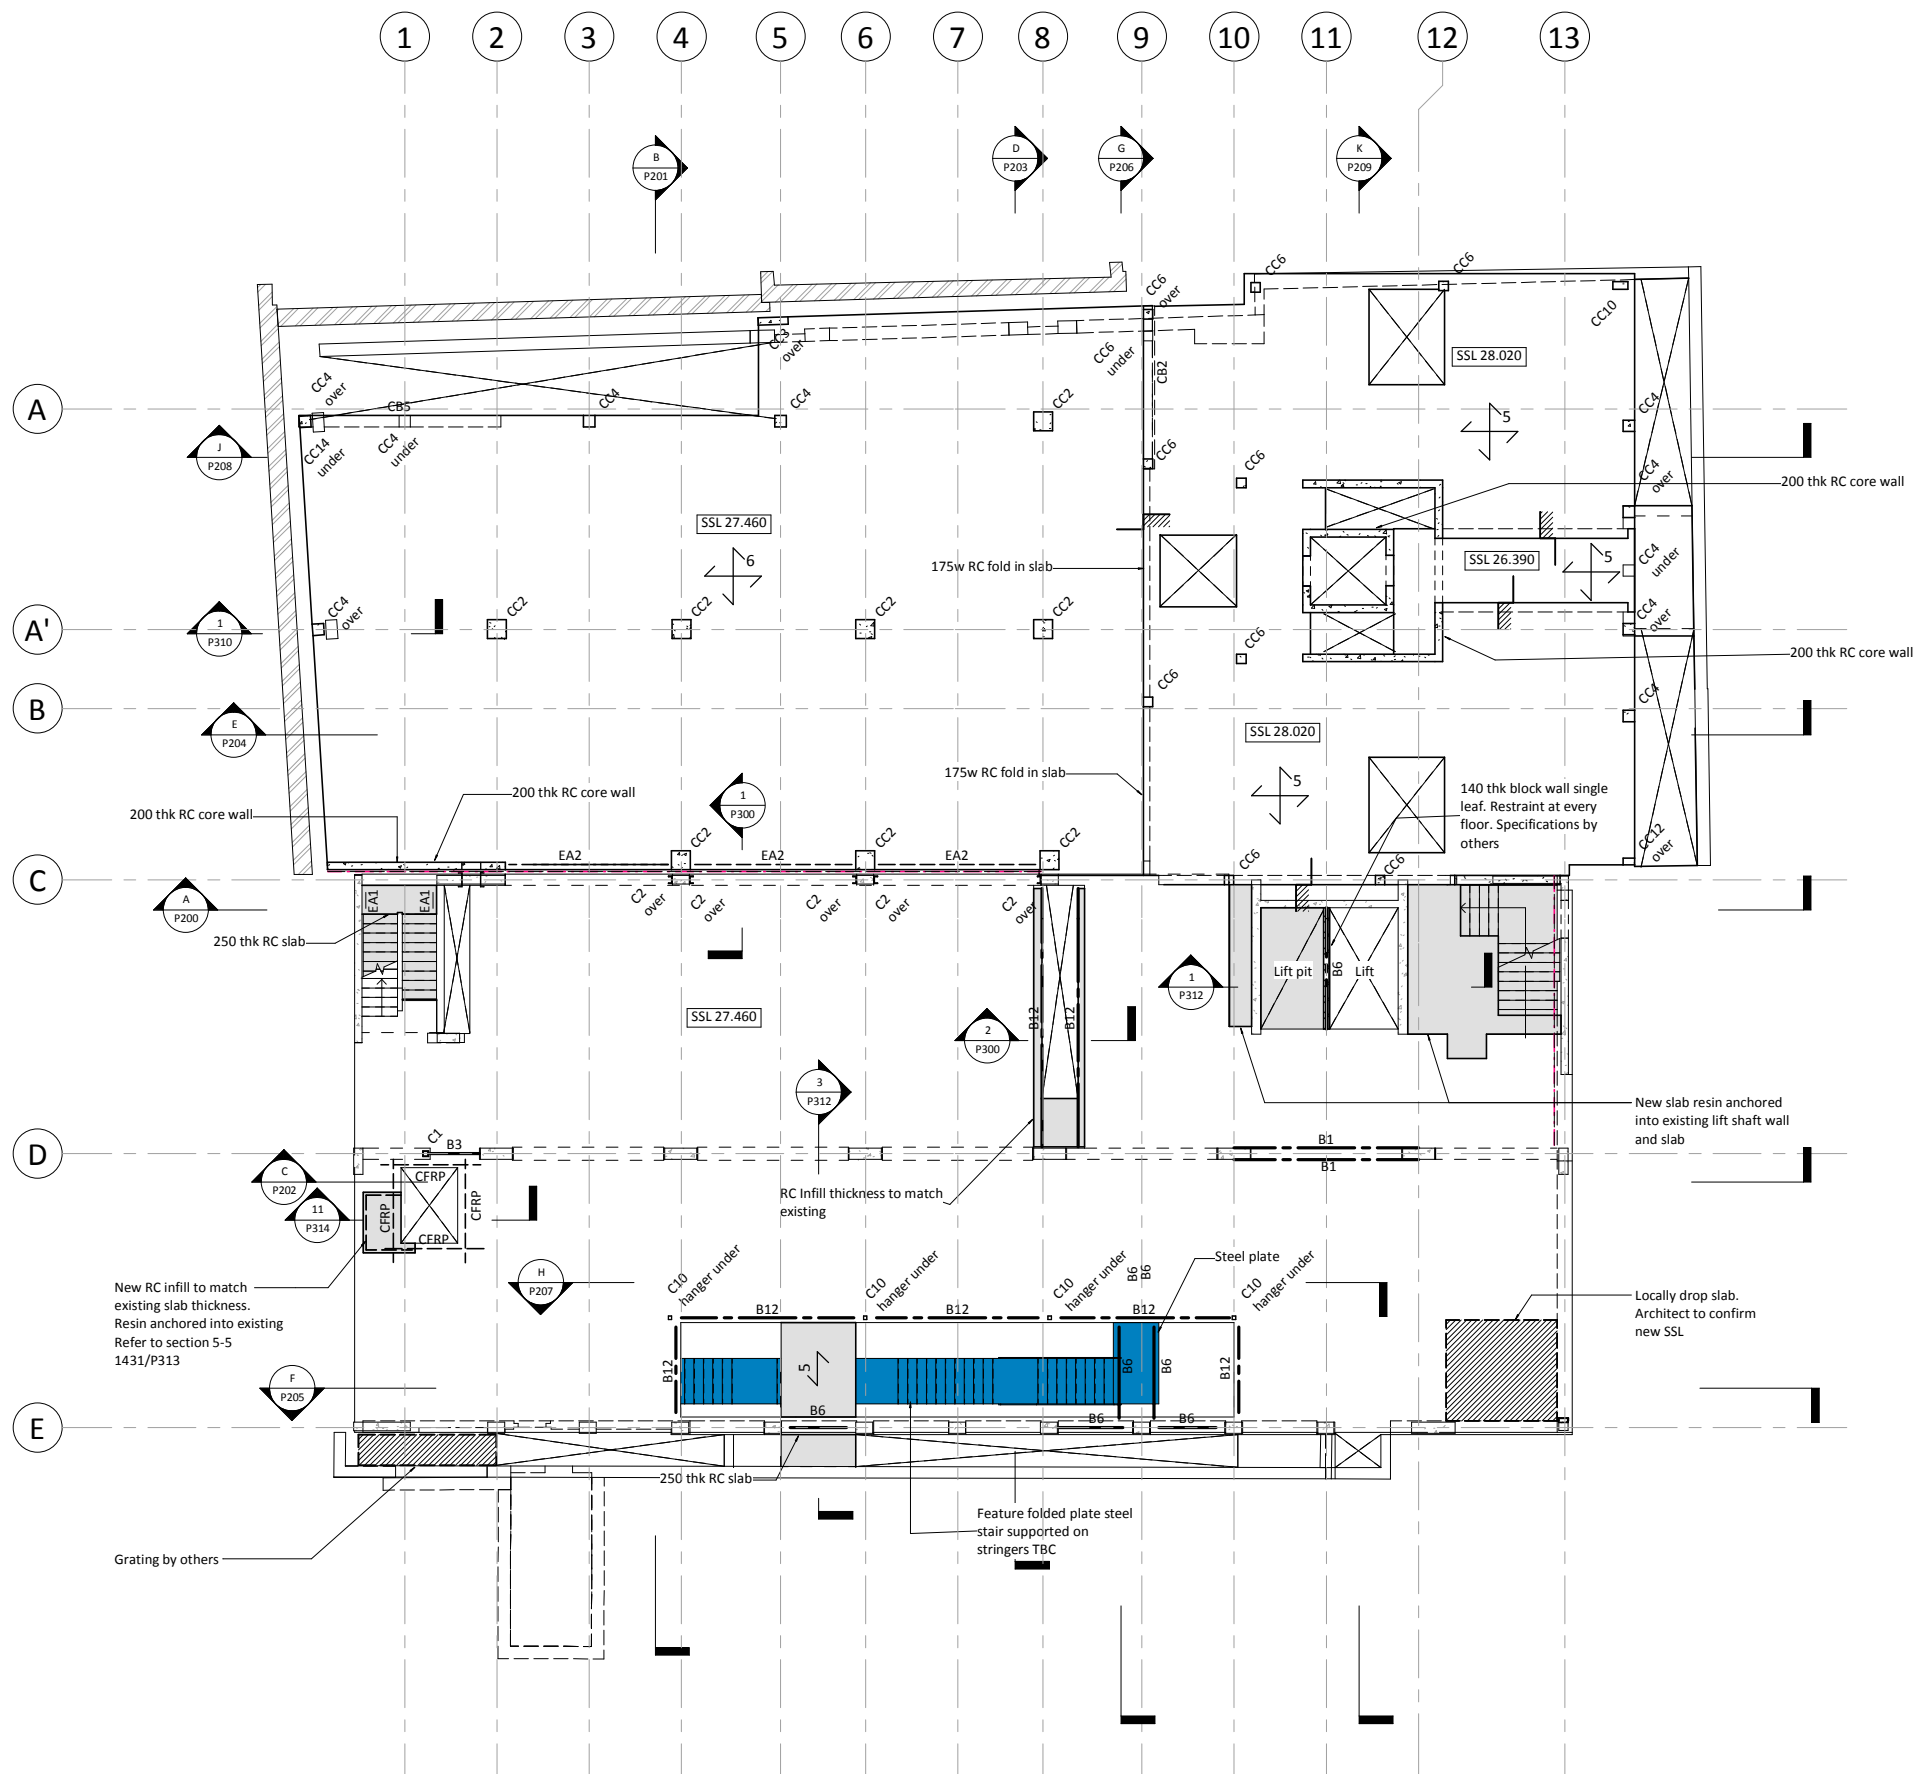 1 2 3 4 5 6 7 8 9 10 11 12 13
B
P201
D
P203
G
P206
K
P209
CC6
over
CC6
CC6
CC10
CC3
over
CC6
under
CB2
SSL 28.020
A
CC4
over
CB5
CC4
CC4
CC2
5
CC4
J
P208
CC14
under
CC4
under
CC6
CC6
CC4
over
200 thk RC core wall
SSL 27.460
6
175w RC fold in slab
SSL 26.390
5
CC4
under
A'
1
P310
CC4
over
CC2
CC2
CC2
CC2
CC6
CC4
over
200 thk RC core wall
B
E
P204
CC6
CC4
SSL 28.020
175w RC fold in slab
5
140 thk block wall single
leaf. Restraint at every
floor. Specifications by
others
200 thk RC core wall
200 thk RC core wall
1
P300
CC2
CC2
CC2
EA2
EA2
EA2
CC6
CC6
CC12
over
C
A
P200
EA1
EA1
C2
over
C2
over
C2
over
C2
over
C2
over
250 thk RC slab
SSL 27.460
2
P300
B12
B12
1
P312
Lift pit
B6
Lift
3
P312
New slab resin anchored
into existing lift shaft wall
and slab
D
C1
B3
B1
B1
C
P202
11
P314
CFRP
CFRP
CFRP
CFRP
RC Infill thickness to match
existing
New RC infill to match
existing slab thickness.
Resin anchored into existing
Refer to section 5-5
1431/P313
H
P207
C10
hanger under
C10
hanger under
C10
hanger under
B6
B6
Steel plate
C10
hanger under
B12
B12
B12
Locally drop slab.
Architect to confirm
new SSL
F
P205
B12
5
B6
B6
B12
E
B6
B6
B6
250 thk RC slab
Feature folded plate steel
stair supported on
stringers TBC
Grating by others